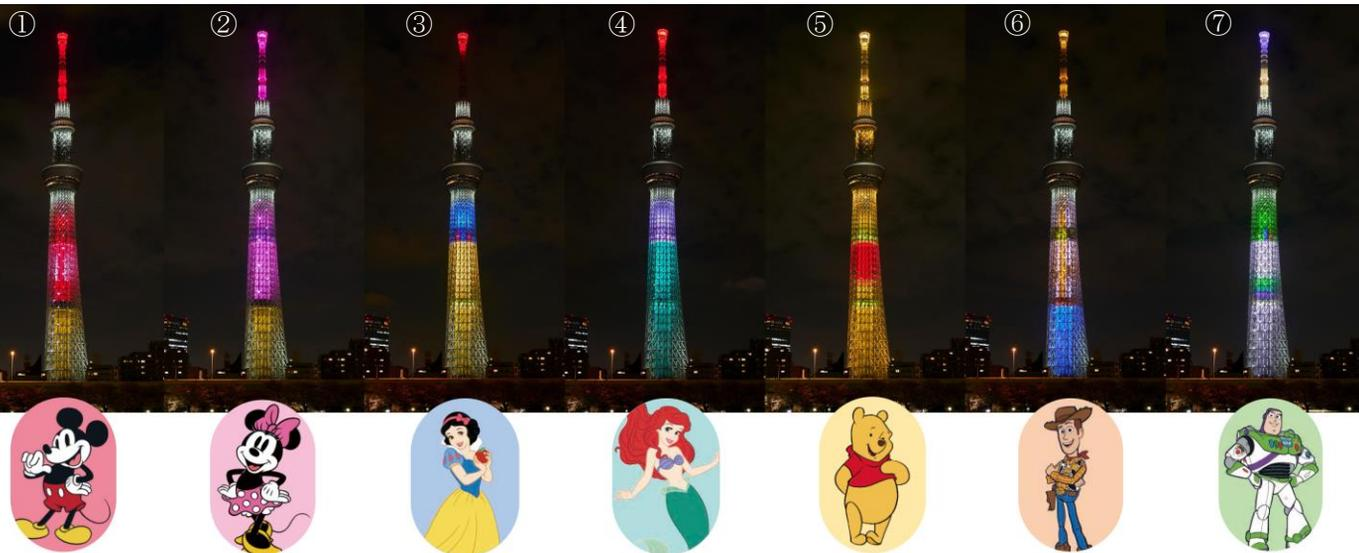 ① ② ③ ④ ⑤ ⑥ ⑦